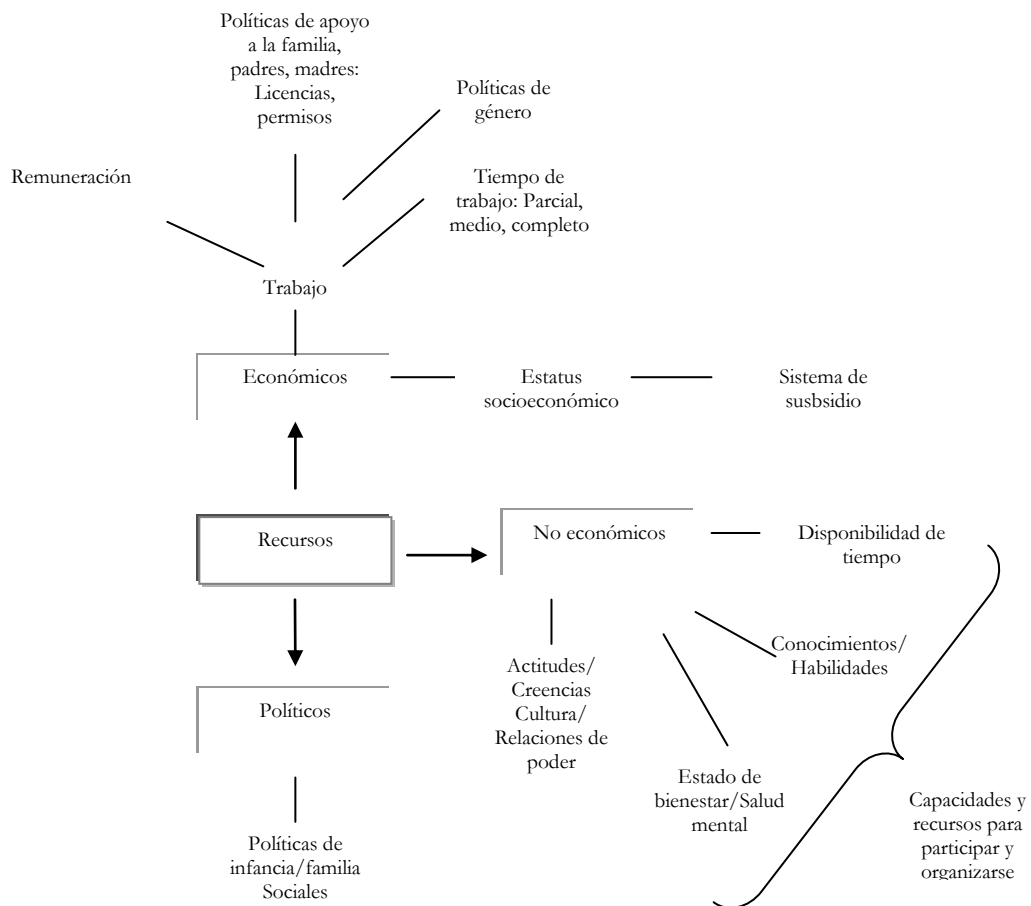 Políticas de apoyo
a la familia,
padres, madres:
Licencias,
permisos
Políticas de
género
Remuneración
Tiempo de
trabajo: Parcial,
medio, completo
Trabajo
Económicos
Estatus
socioeconómico
Sistema de
susbsidio
Recursos
No económicos
Disponibilidad de
tiempo
Conocimientos/
Habilidades
Actitudes/
Creencias
Cultura/
Relaciones de
poder
Políticos
Estado de
bienestar/Salud
mental
Capacidades y
recursos para
participar y
organizarse
Políticas de
infancia/familia
Sociales